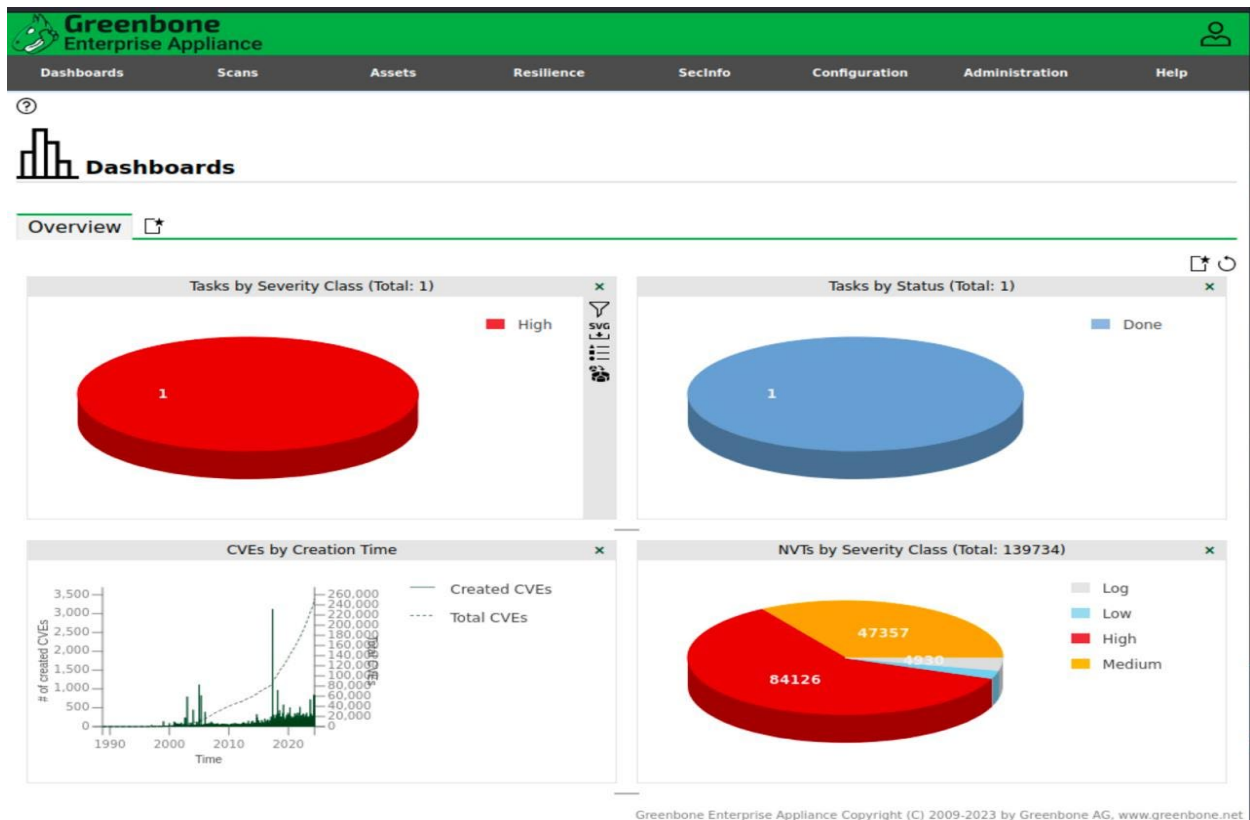 Greenbone
Enterprise Appliance
Dashboards Scans Assets Resilience SecInfo Configuration Administration Help
?
Dashboards
Overview
Tasks by Severity Class (Total: 1)
High
SVG
1
Tasks by Status (Total: 1)
Done
1
CVEs by Creation Time
Created CVEs
Total CVEs
# of created CVEs
3,500
3,000
2,500
2,000
1,500
1,000
500
0
260,000
240,000
220,000
200,000
180,000
160,000
140,000
120,000
100,000
80,000
60,000
40,000
20,000
0
Total CVEs
1990 2000 2010 2020
Time
NVTs by Severity Class (Total: 139734)
Log
Low
High
Medium
47357
4930
84126
Greenbone Enterprise Appliance Copyright (C) 2009-2023 by Greenbone AG, www.greenbone.net